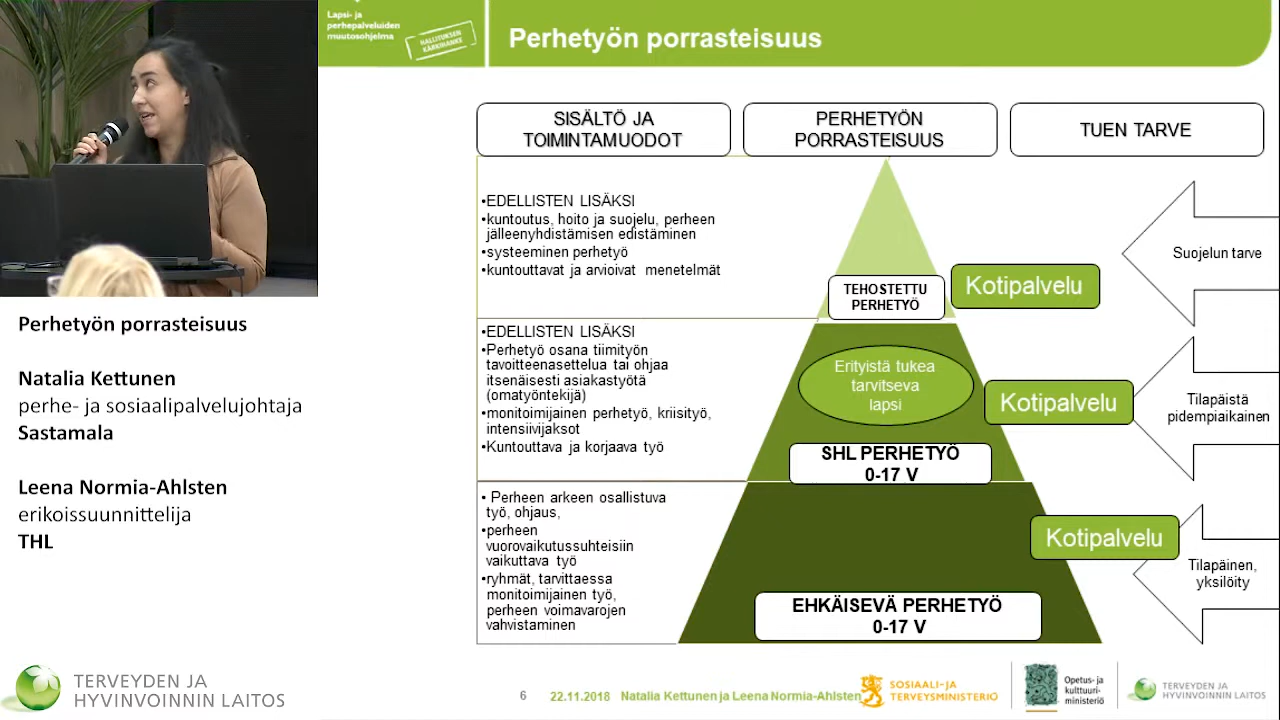 Lapsi- ja
perhepalveluiden
muutosohjelma
HALLITUKSEN
KÄRKIHANKE
Perhetyön porrasteisuus
SISÄLTÖ JA
TOIMINTAMUODOT
PERHETYÖN
PORRASTEISUUS
TUEN TARVE
•EDELLISTEN LISÄKSI
•kuntoutus, hoito ja suojelu, perheen
jälleenyhdistämisen edistäminen
•systeeminen perhetyö
•kuntouttavat ja arvioivat menetelmät
TEHOSTETTU
PERHETYÖ
Kotipalvelu
Suojelun tarve
•EDELLISTEN LISÄKSI
•Perhetyö osana tiimityön
tavoitteenasettelua tai ohjaa
itsenäisesti asiakastyötä
(omatyöntekijä)
•monitoimijainen perhetyö, kriisityö,
intensiivijaksot
•Kuntouttava ja korjaava työ
Erityistä tukea
tarvitseva
lapsi
SHL PERHETYÖ
0-17 V
Kotipalvelu
Tilapäistä
pidempiaikainen
• Perheen arkeen osallistuva
työ, ohjaus,
•perheen
vuorovaikutussuhteisiin
vaikuttava työ
•ryhmät, tarvittaessa
monitoimijainen työ,
perheen voimavarojen
vahvistaminen
EHKÄISEVÄ PERHETYÖ
0-17 V
Kotipalvelu
Tilapäinen,
yksilöity
Perhetyön porrasteisuus
Natalia Kettunen
perhe- ja sosiaalipalvelujohtaja
Sastamala
Leena Normia-Ahlsten
erikoissuunnittelija
THL
TERVEYDEN JA
HYVINVOINNIN LAITOS
6
22.11.2018 Natalia Kettunen ja Leena Normia-Ahlsten
SOSIAALI- JA
TERVEYSMINISTERIÖ
Opetus- ja
kulttuuri-
ministeriö
TERVEYDEN JA
HYVINVOINNIN LAITOS